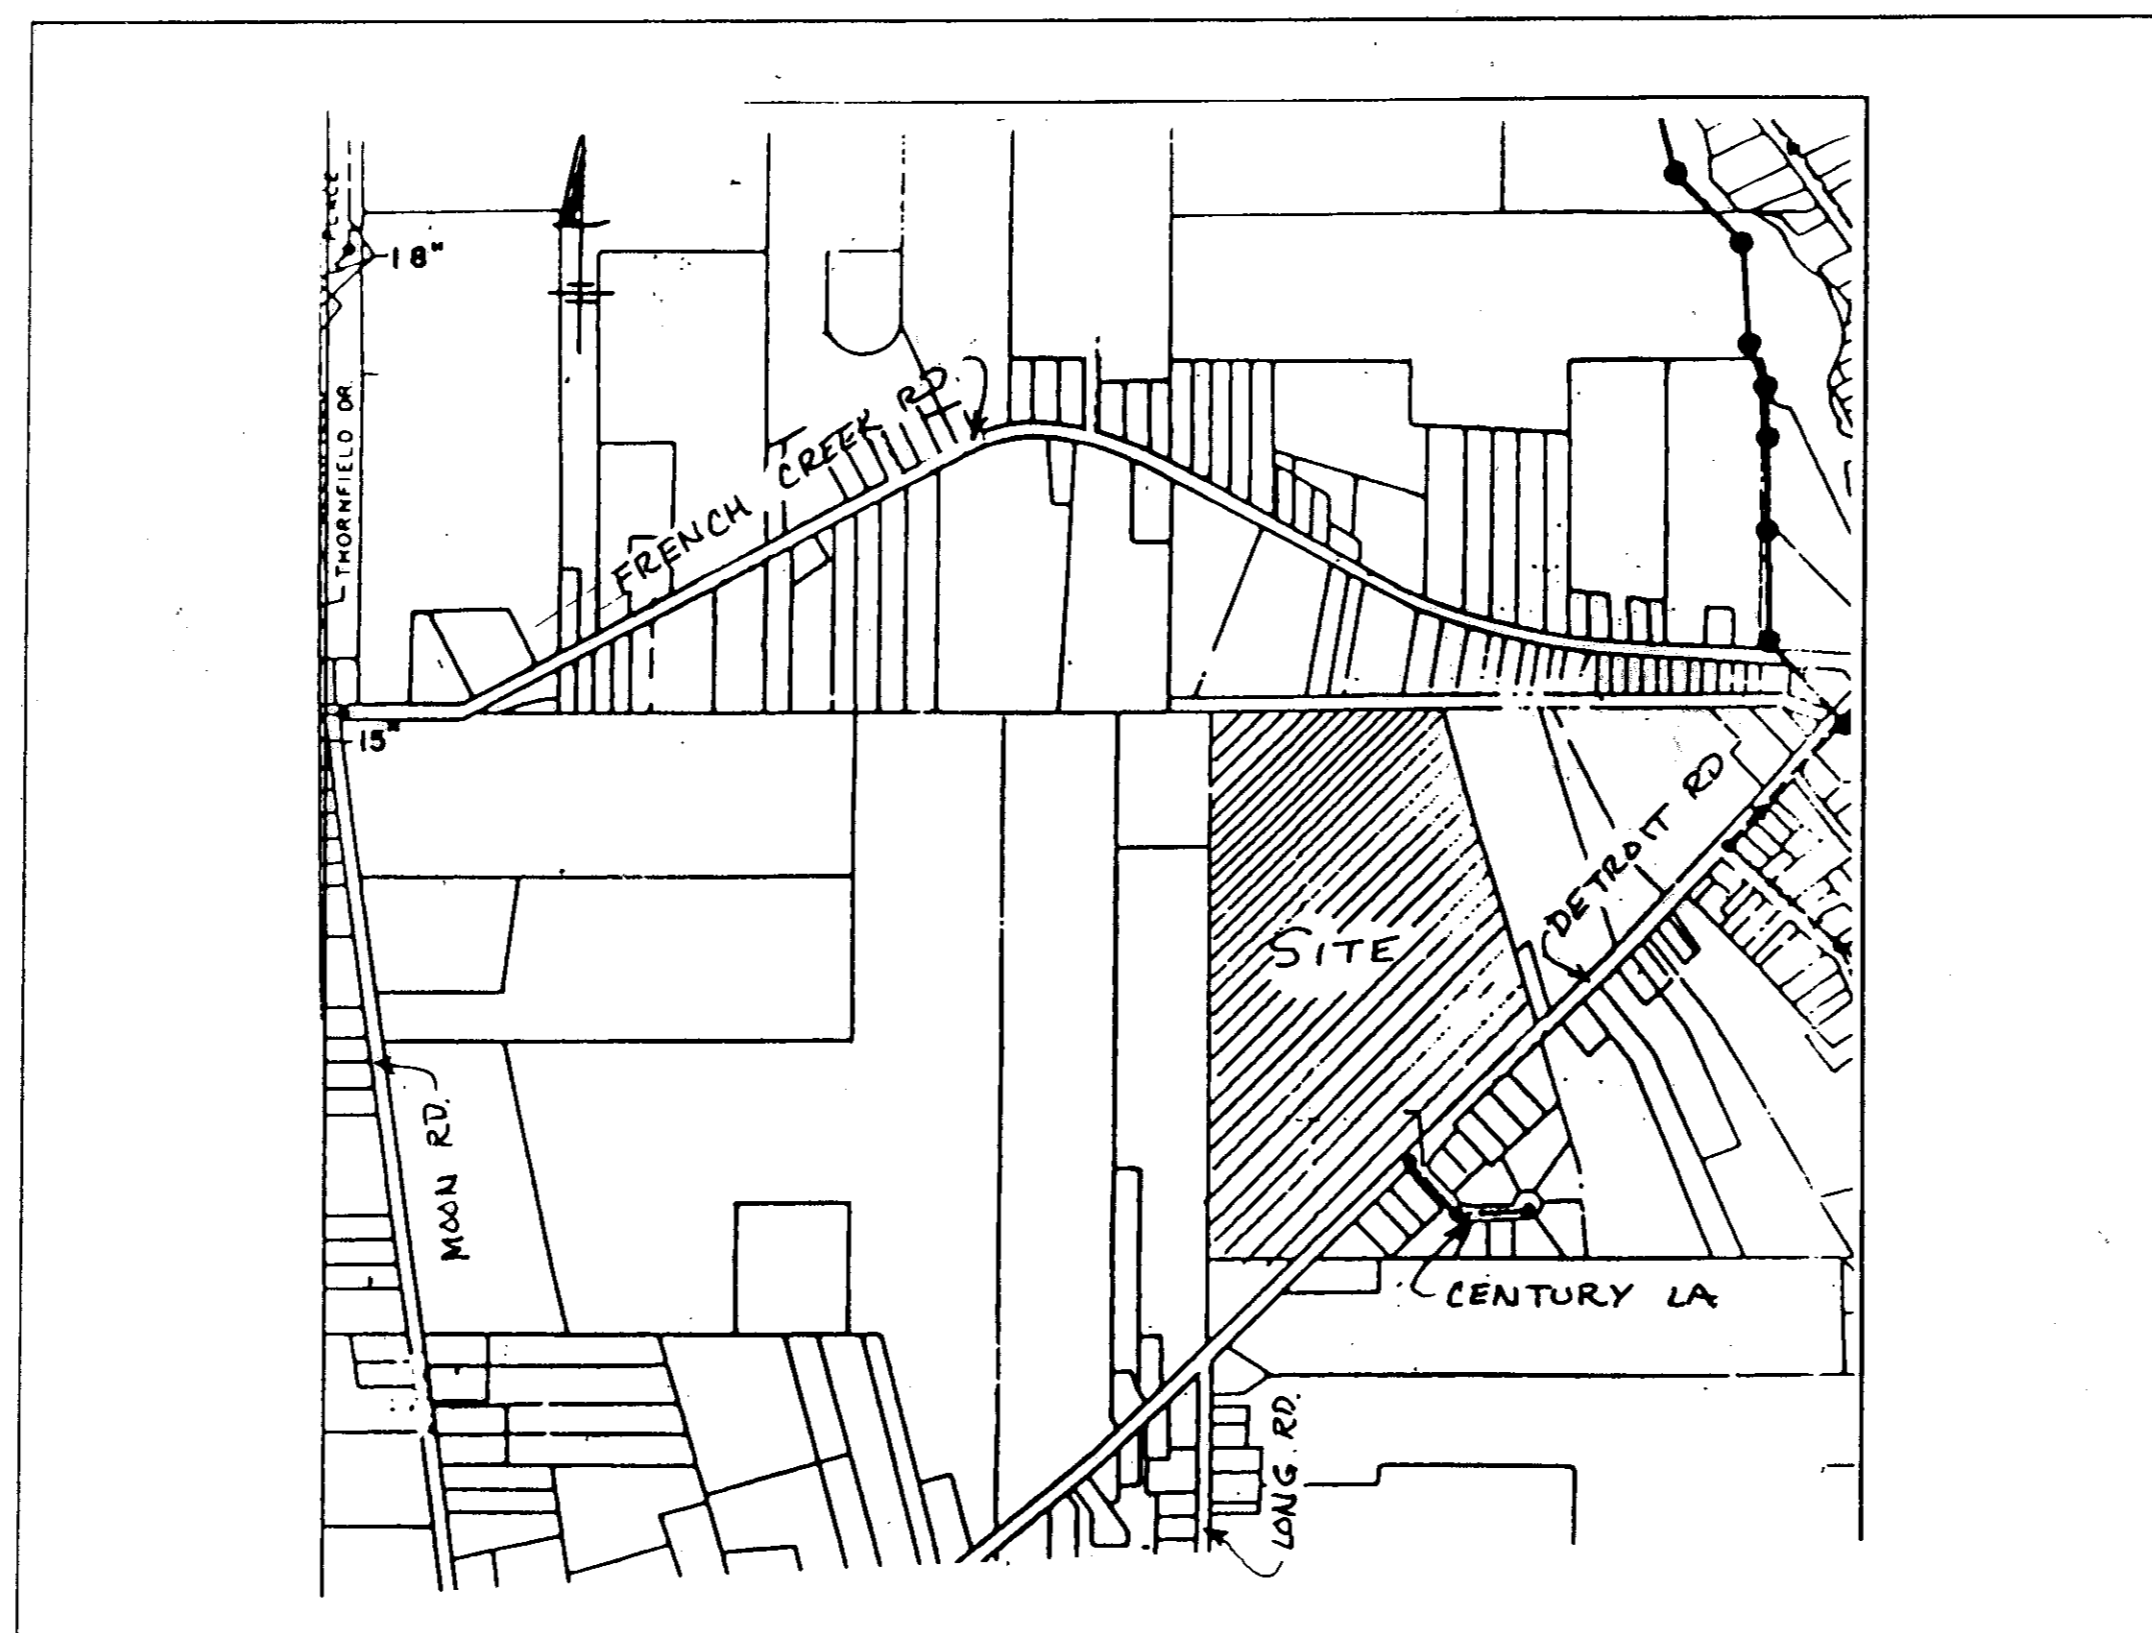 18"
THORNFIELD DR.
FRENCH CREEK RD.
15"
DETROIT RD
SITE
MOON RD.
CENTURY LA
LONG RD.